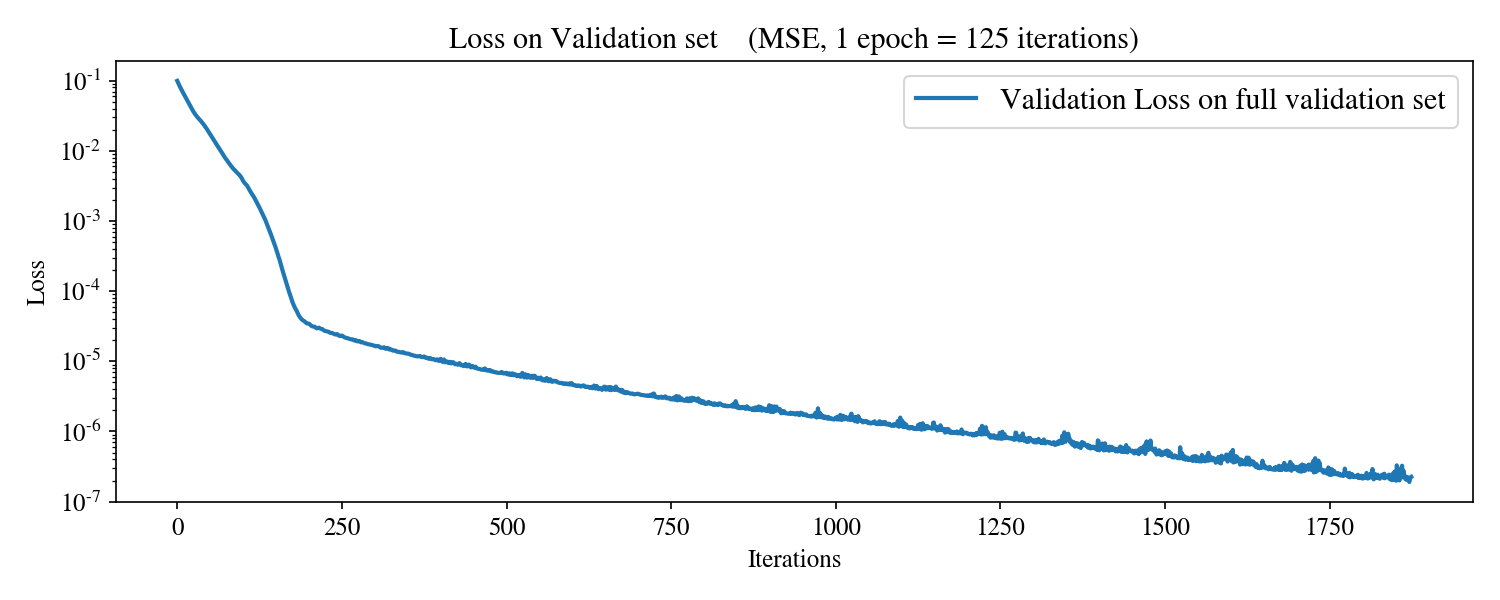 Loss on Validation set    (MSE, 1 epoch = 125 iterations)
Validation Loss on full validation set
Loss
10⁻¹
10⁻²
10⁻³
10⁻⁴
10⁻⁵
10⁻⁶
10⁻⁷
0 250 500 750 1000 1250 1500 1750
Iterations